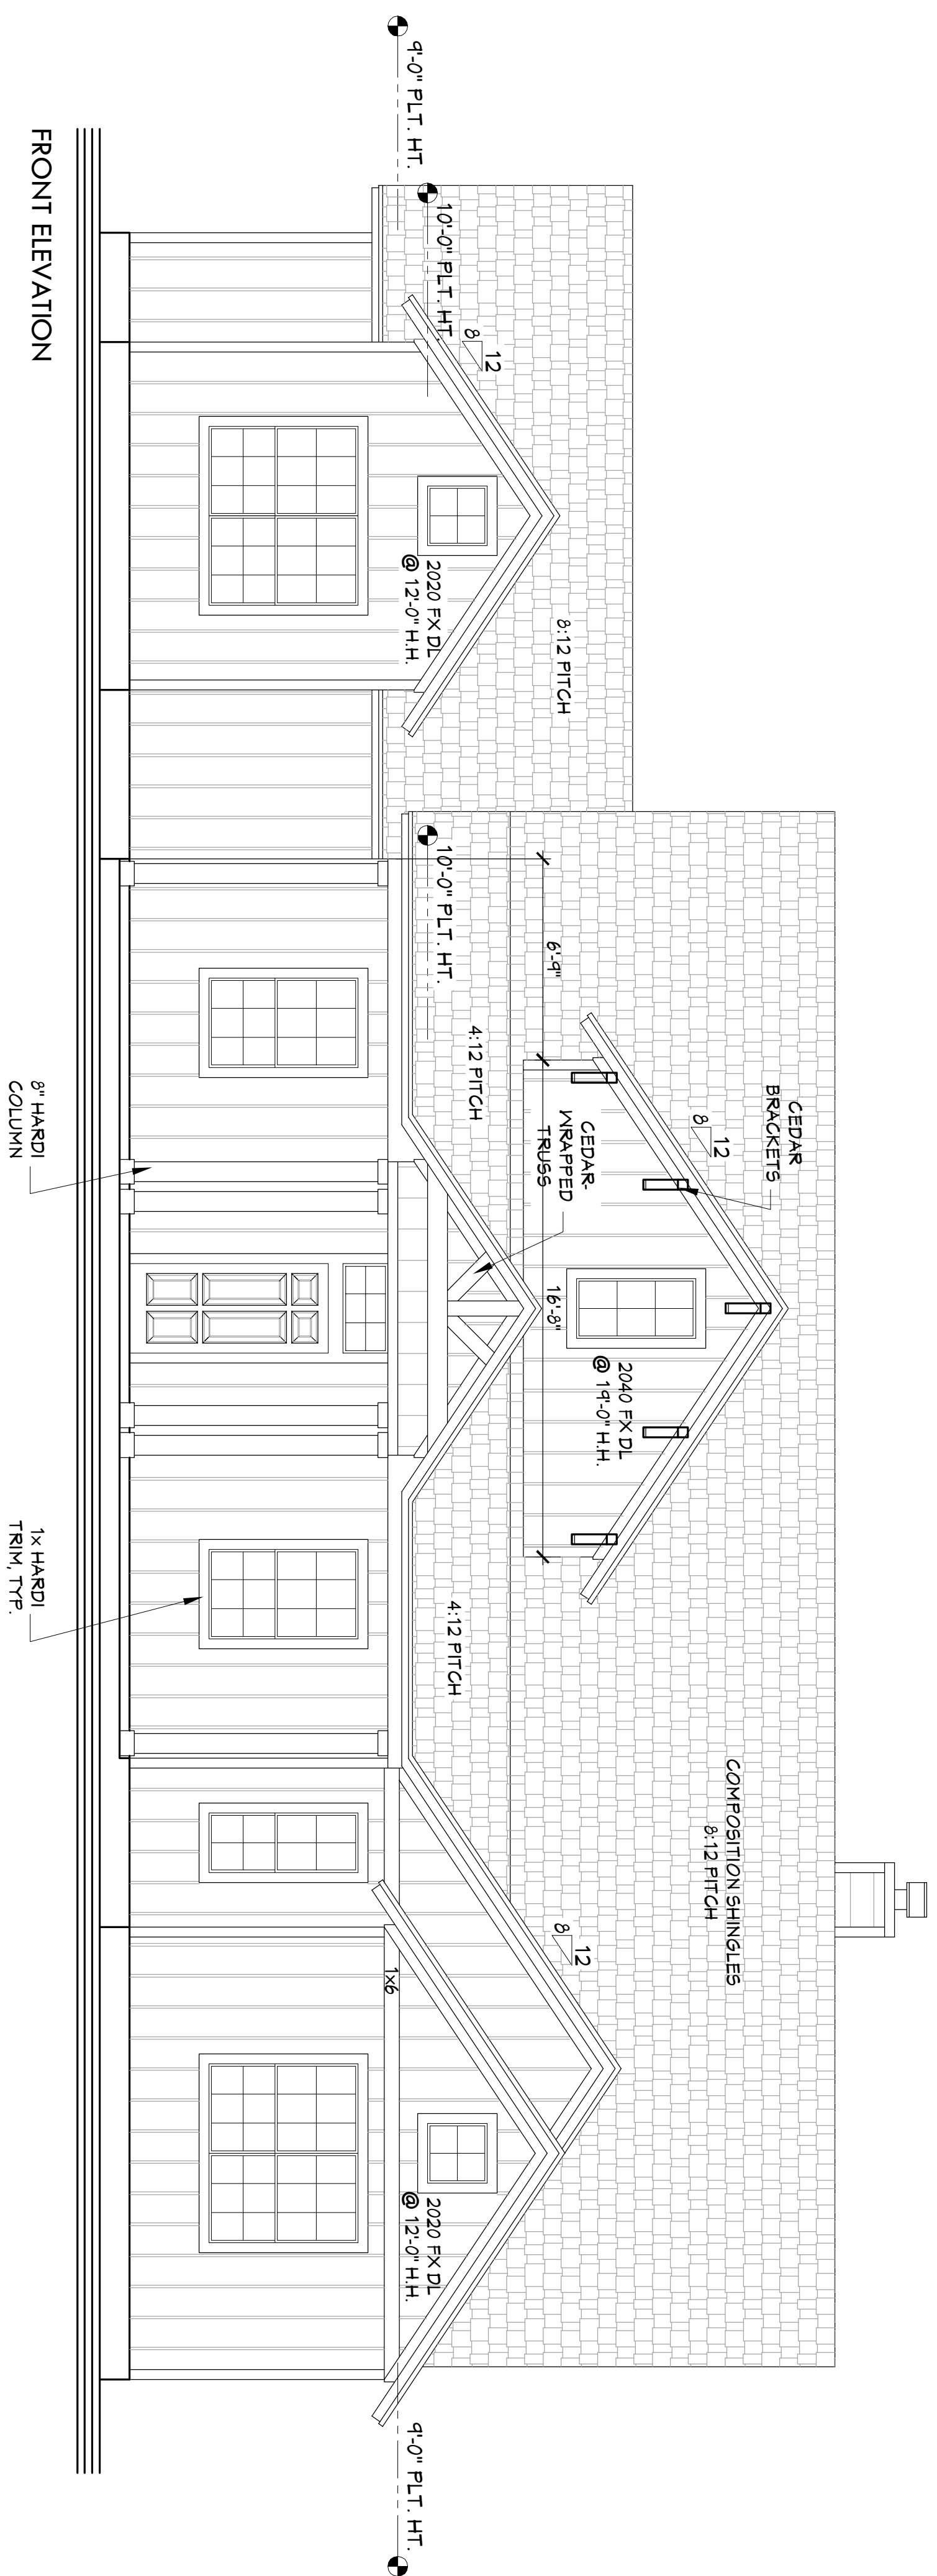 CEDAR
BRACKETS
12
8
COMPOSITION SHINGLES
8:12 PITCH
8:12 PITCH
12
8
6'-9"
16'-8"
2040 FX DL
@ 19'-0" H.H.
CEDAR-
WRAPPED
TRUSS
12
8
4:12 PITCH
4:12 PITCH
9'-0" PLT. HT.
10'-0" PLT. HT.
2020 FX DL
@ 12'-0" H.H.
10'-0" PLT. HT.
1x6
2020 FX DL
@ 12'-0" H.H.
9'-0" PLT. HT.
8" HARDI
COLUMN
1x HARDI
TRIM, TYP.
FRONT ELEVATION